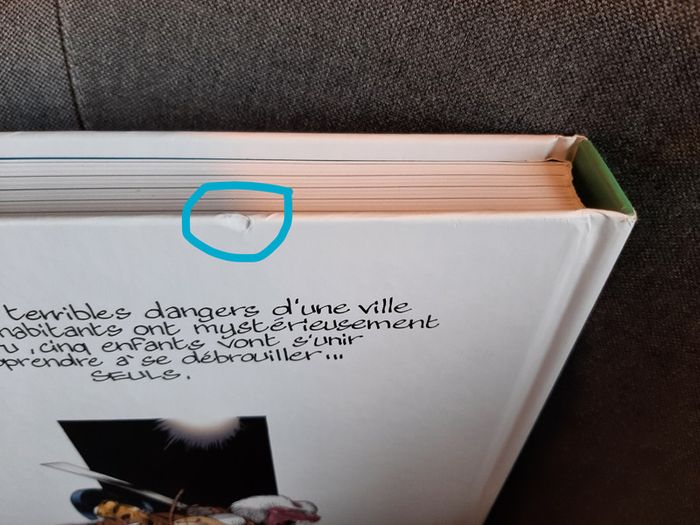 terribles dangers d'une ville
habitants ont mystérieusement
u, cinq enfants vont s'unir
pprendre à se débrouiller...
SEULS.